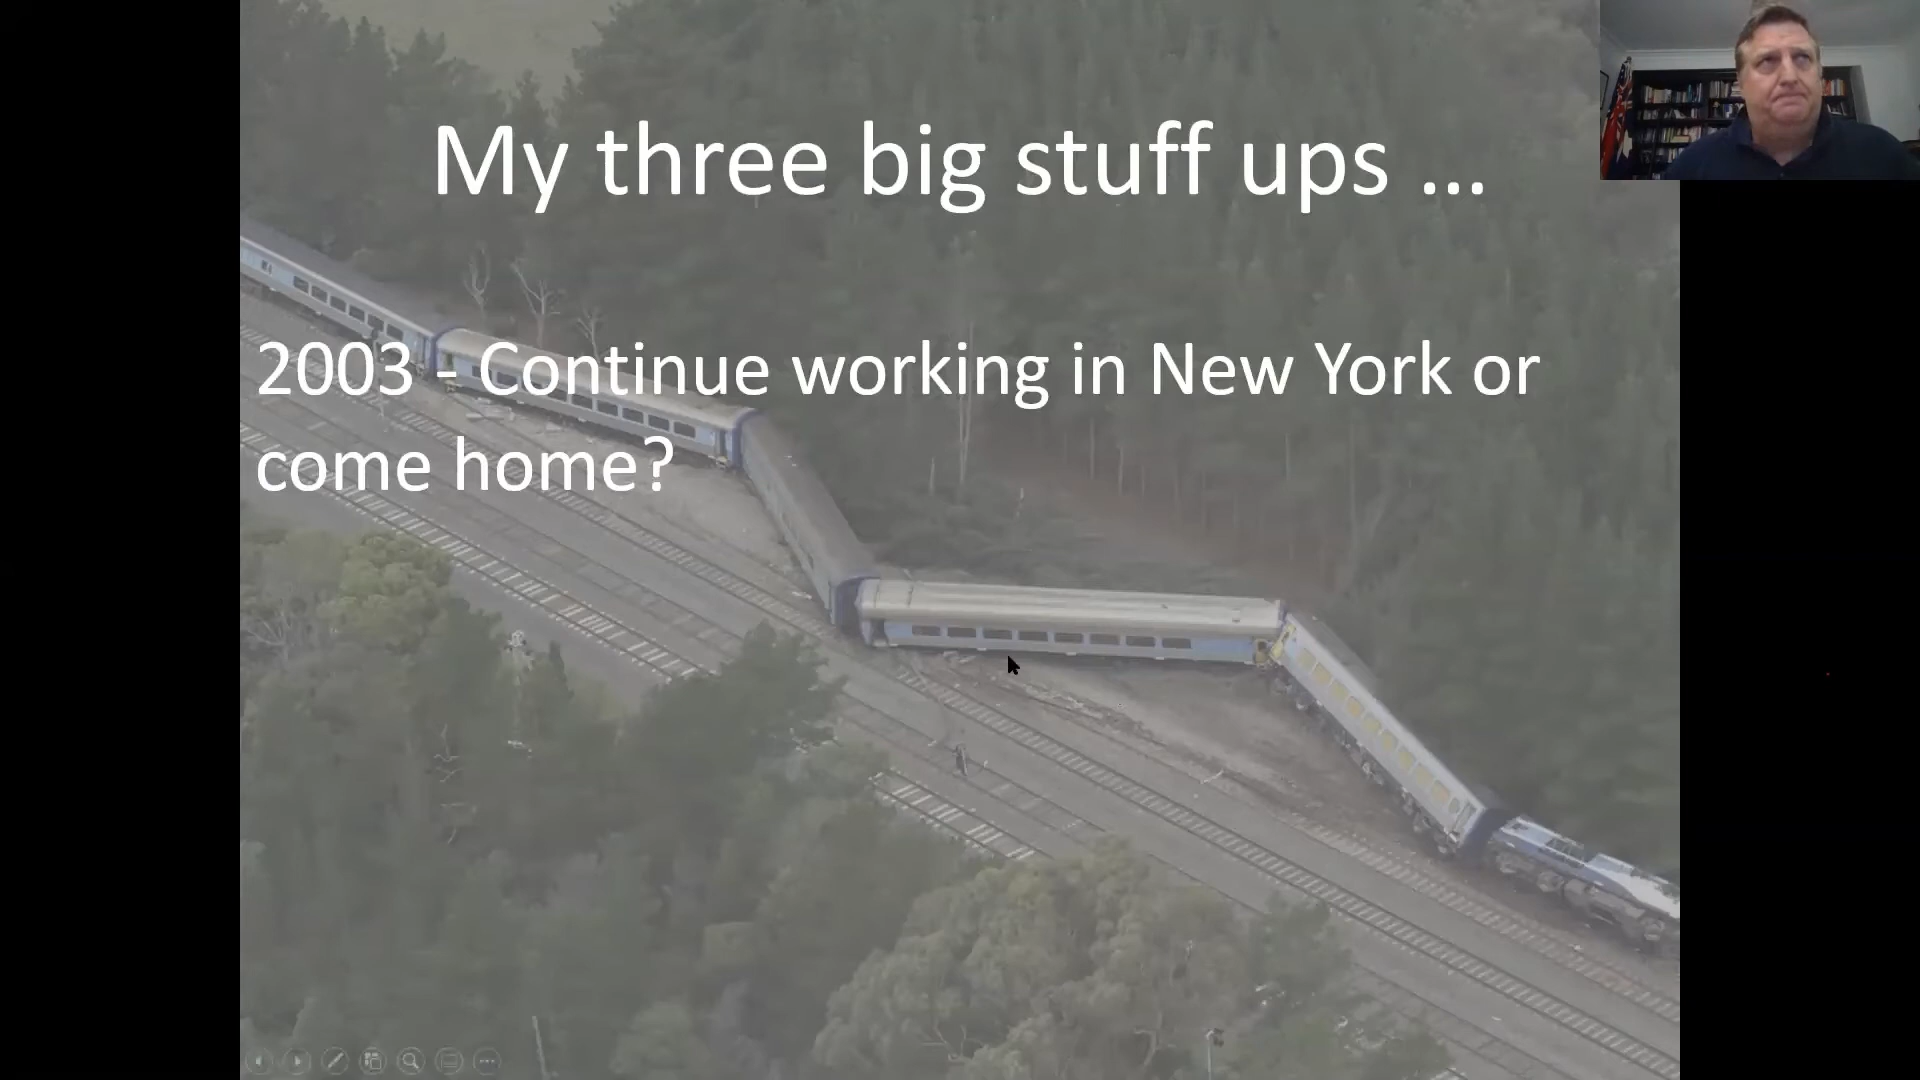 My three big stuff ups ...
2003 - Continue working in New York or
come home?